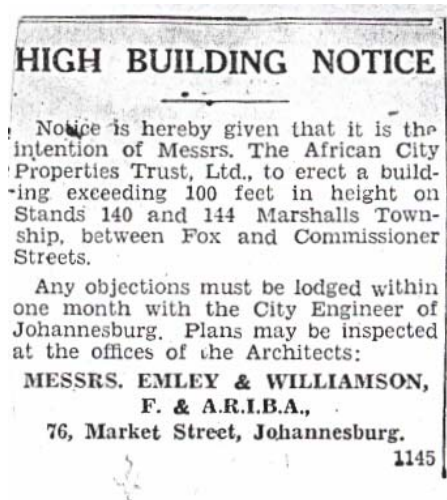 HIGH BUILDING NOTICE
Notice is hereby given that it is the
intention of Messrs. The African City
Properties Trust, Ltd., to erect a build-
ing exceeding 100 feet in height on
Stands 140 and 144 Marshalls Town-
ship, between Fox and Commissioner
Streets.
Any objections must be lodged within
one month with the City Engineer of
Johannesburg. Plans may be inspected
at the offices of the Architects:
MESSRS. EMLEY & WILLIAMSON,
F. & A.R.I.B.A.,
76, Market Street, Johannesburg.
1145